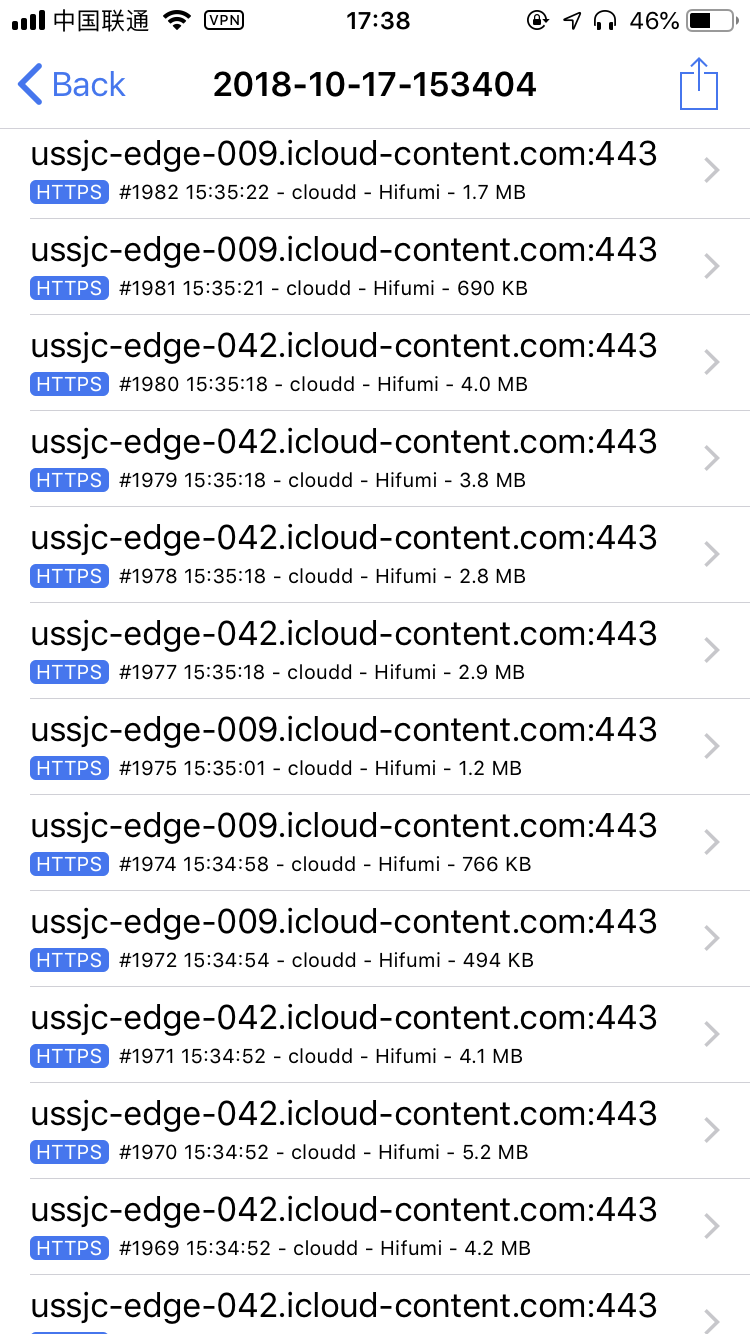 中国联通 VPN 17:38 46%
Back 2018-10-17-153404
ussjc-edge-009.icloud-content.com:443
HTTPS #1982 15:35:22 - cloudd - Hifumi - 1.7 MB
ussjc-edge-009.icloud-content.com:443
HTTPS #1981 15:35:21 - cloudd - Hifumi - 690 KB
ussjc-edge-042.icloud-content.com:443
HTTPS #1980 15:35:18 - cloudd - Hifumi - 4.0 MB
ussjc-edge-042.icloud-content.com:443
HTTPS #1979 15:35:18 - cloudd - Hifumi - 3.8 MB
ussjc-edge-042.icloud-content.com:443
HTTPS #1978 15:35:18 - cloudd - Hifumi - 2.8 MB
ussjc-edge-042.icloud-content.com:443
HTTPS #1977 15:35:18 - cloudd - Hifumi - 2.9 MB
ussjc-edge-009.icloud-content.com:443
HTTPS #1975 15:35:01 - cloudd - Hifumi - 1.2 MB
ussjc-edge-009.icloud-content.com:443
HTTPS #1974 15:34:58 - cloudd - Hifumi - 766 KB
ussjc-edge-009.icloud-content.com:443
HTTPS #1972 15:34:54 - cloudd - Hifumi - 494 KB
ussjc-edge-042.icloud-content.com:443
HTTPS #1971 15:34:52 - cloudd - Hifumi - 4.1 MB
ussjc-edge-042.icloud-content.com:443
HTTPS #1970 15:34:52 - cloudd - Hifumi - 5.2 MB
ussjc-edge-042.icloud-content.com:443
HTTPS #1969 15:34:52 - cloudd - Hifumi - 4.2 MB
ussjc-edge-042.icloud-content.com:443